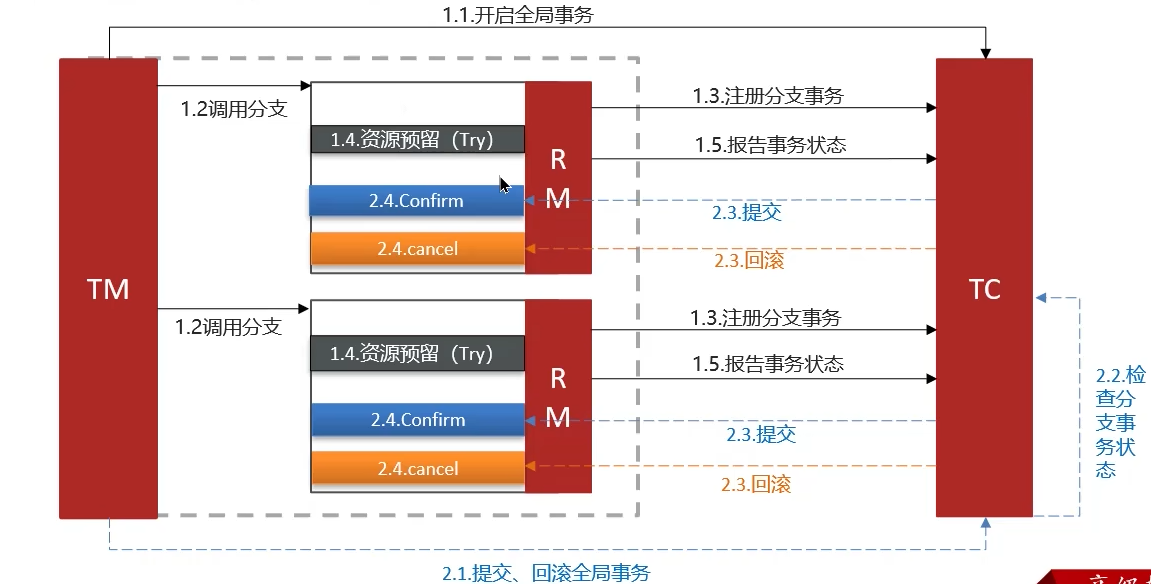 1.1.开启全局事务
1.2调用分支
1.3.注册分支事务
1.4.资源预留（Try）
1.5.报告事务状态
R
M
2.4.Confirm
2.3.提交
2.4.cancel
2.3.回滚
TM
TC
1.2调用分支
1.3.注册分支事务
1.4.资源预留（Try）
1.5.报告事务状态
R
M
2.4.Confirm
2.3.提交
2.4.cancel
2.3.回滚
2.2.检
查分
支事
务状
态
2.1.提交、回滚全局事务